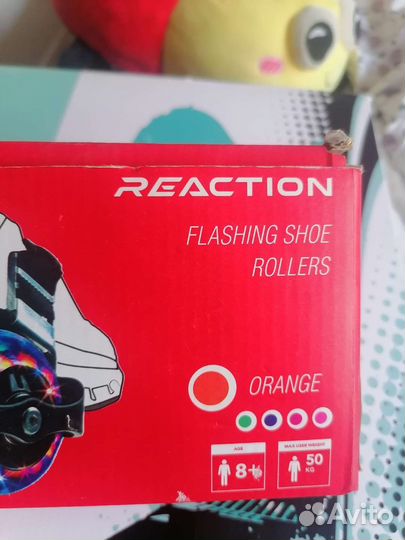 REACTION
FLASHING SHOE
ROLLERS
ORANGE
AGE
8+
MAX USER WEIGHT
50
KG
Avito